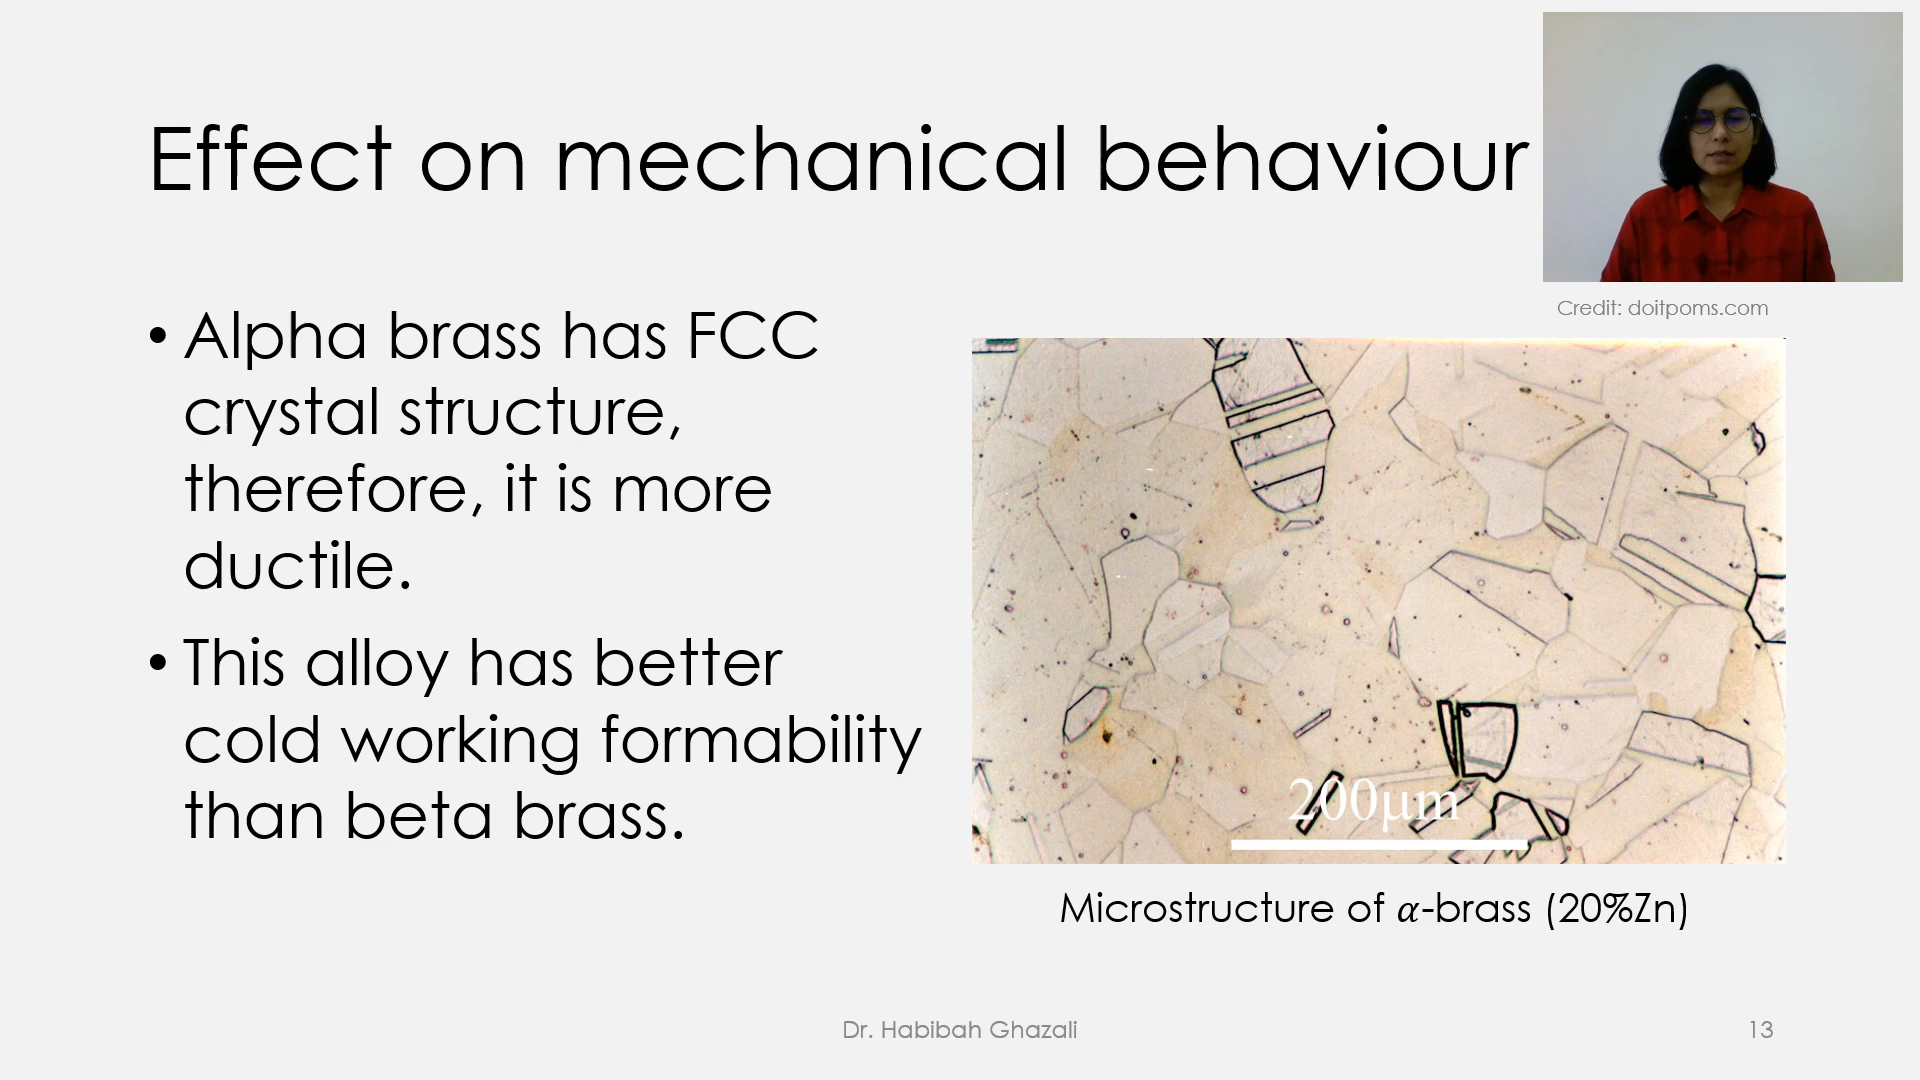 Effect on mechanical behaviour
• Alpha brass has FCC
crystal structure,
therefore, it is more
ductile.
• This alloy has better
cold working formability
than beta brass.
Credit: doitpoms.com
200μm
Microstructure of α-brass (20%Zn)
Dr. Habibah Ghazali
13